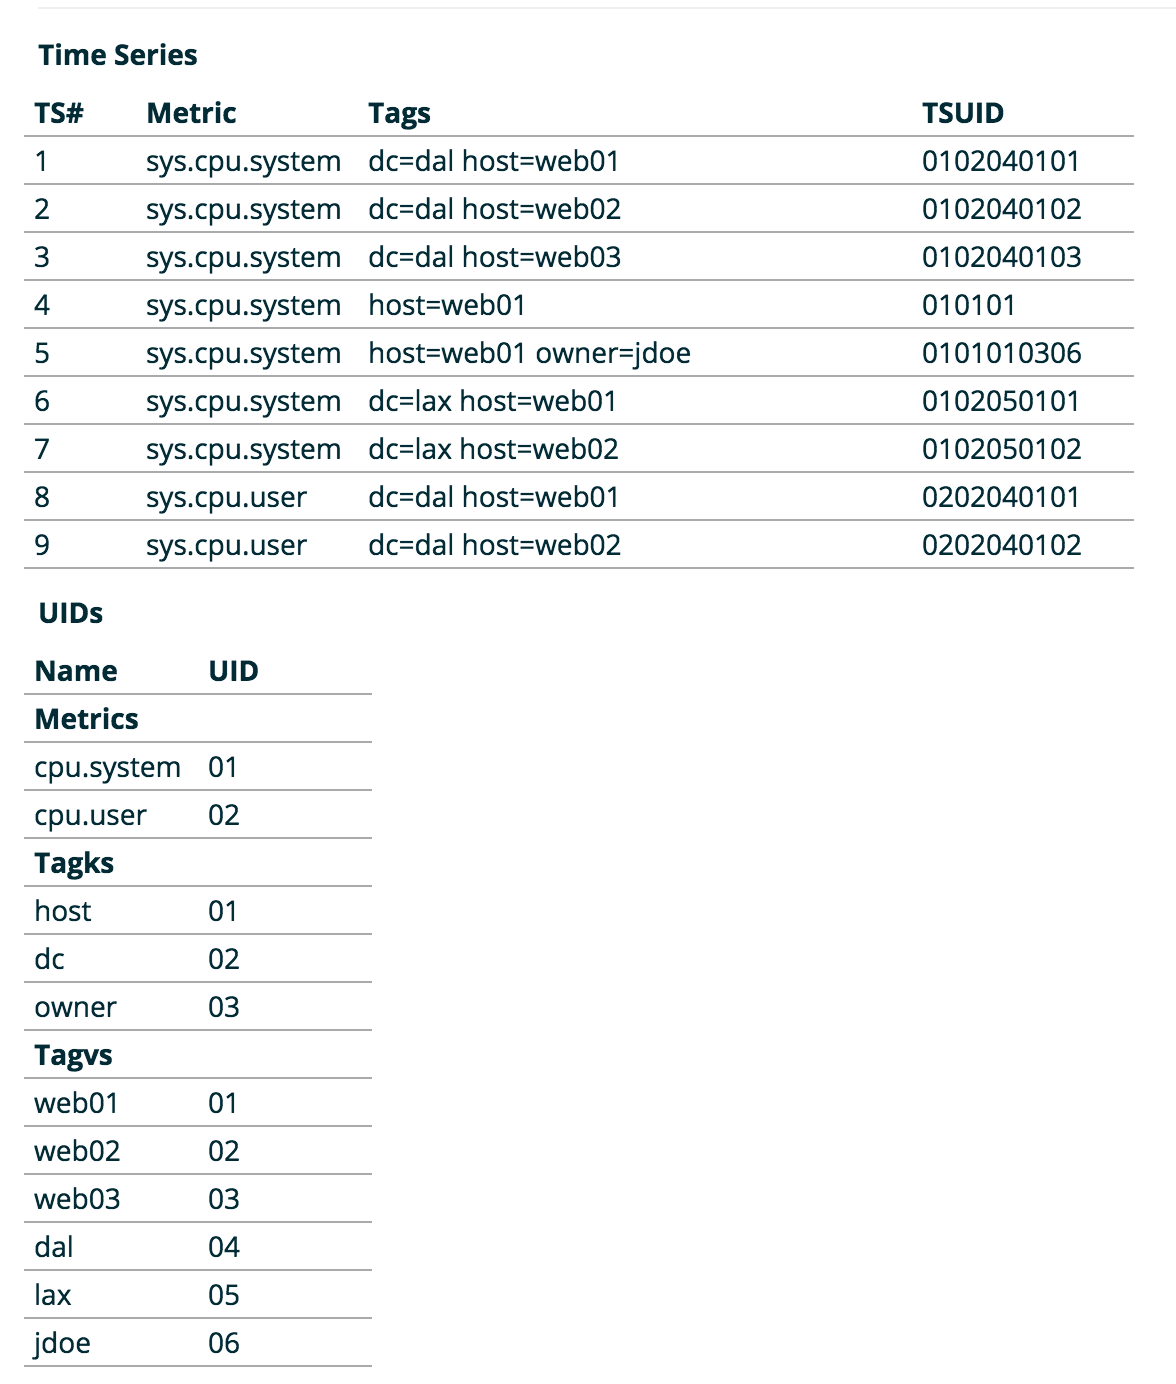 Time Series
TS# Metric Tags TSUID
1 sys.cpu.system dc=dal host=web01 0102040101
2 sys.cpu.system dc=dal host=web02 0102040102
3 sys.cpu.system dc=dal host=web03 0102040103
4 sys.cpu.system host=web01 010101
5 sys.cpu.system host=web01 owner=jdoe 0101010306
6 sys.cpu.system dc=lax host=web01 0102050101
7 sys.cpu.system dc=lax host=web02 0102050102
8 sys.cpu.user dc=dal host=web01 0202040101
9 sys.cpu.user dc=dal host=web02 0202040102
UIDs
Name UID
Metrics
cpu.system 01
cpu.user 02
Tagks
host 01
dc 02
owner 03
Tagvs
web01 01
web02 02
web03 03
dal 04
lax 05
jdoe 06